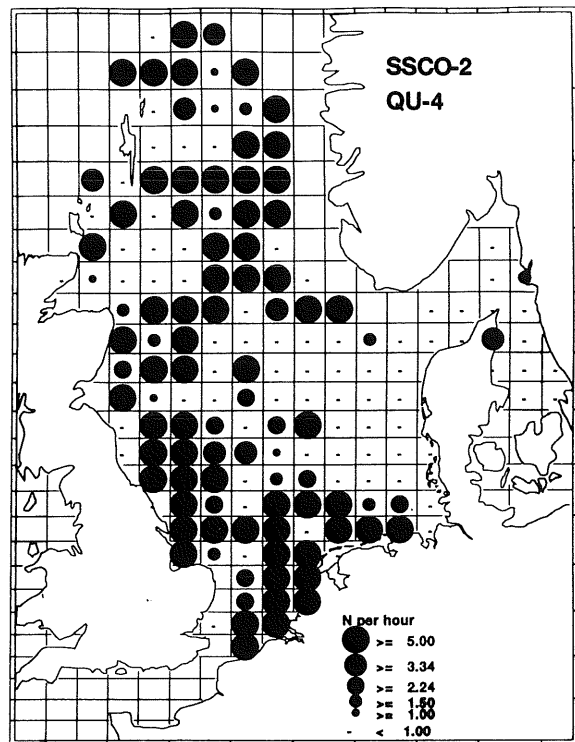 SSCO-2
QU-4
N per hour
>= 5.00
>= 3.34
>= 2.24
>= 1.50
>= 1.00
- < 1.00